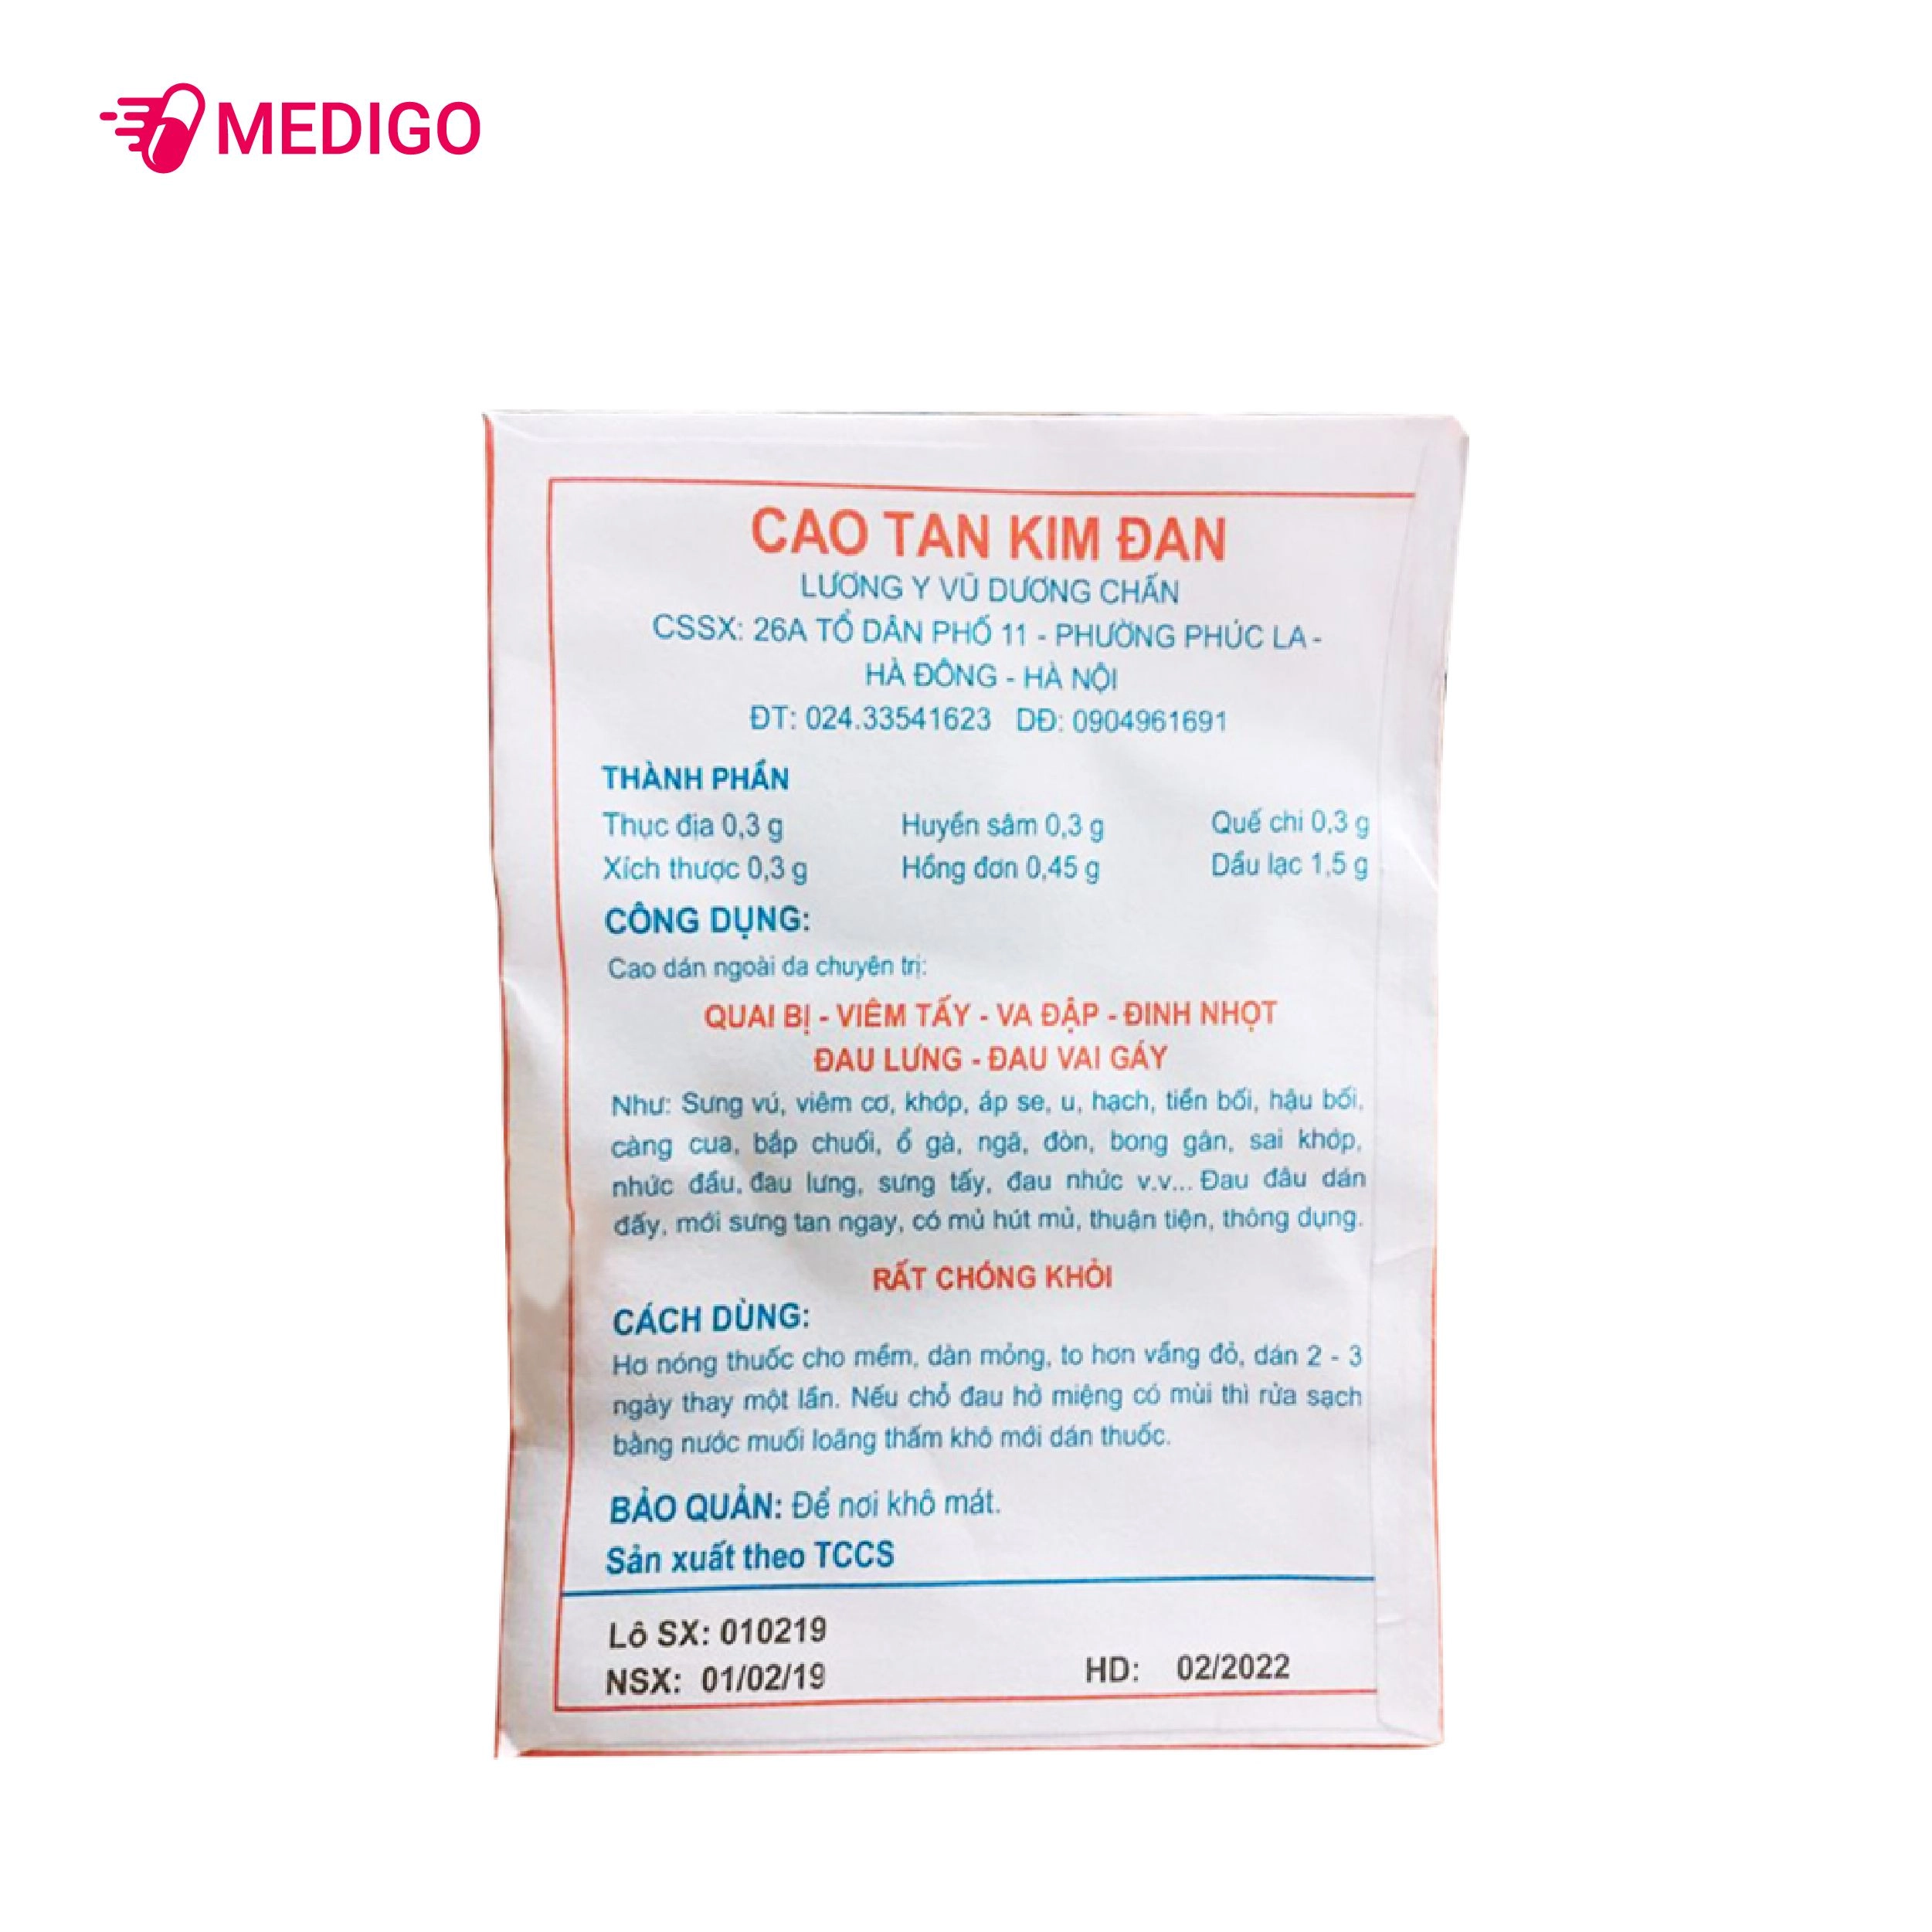 MEDIGO
CAO TAN KIM ĐAN
LƯƠNG Y VŨ DƯƠNG CHẤN
CSSX: 26A TỔ DÂN PHỐ 11 - PHƯỜNG PHÚC LA -
HÀ ĐÔNG - HÀ NỘI
ĐT: 024.33541623 DĐ: 0904961691
THÀNH PHẦN
Thục địa 0,3 g Huyền sâm 0,3 g Quế chi 0,3 g
Xích thược 0,3 g Hồng đơn 0,45 g Dầu lạc 1,5 g
CÔNG DỤNG:
Cao dán ngoài da chuyên trị:
QUAI BỊ - VIÊM TẤY - VA ĐẬP - ĐINH NHỌT
ĐAU LƯNG - ĐAU VAI GÁY
Như: Sưng vú, viêm cơ, khớp, áp se, u, hạch, tiền bối, hậu bối,
càng cua, bắp chuối, ổ gà, ngã, đòn, bong gân, sai khớp,
nhức đầu, đau lưng, sưng tấy, đau nhức v.v... Đau đâu dán
đấy, mới sưng tan ngay, có mủ hút mủ, thuận tiện, thông dụng.
RẤT CHÓNG KHỎI
CÁCH DÙNG:
Hơ nóng thuốc cho mềm, dàn mỏng, to hơn vầng đỏ, dán 2 - 3
ngày thay một lần. Nếu chỗ đau hở miệng có mùi thì rửa sạch
bằng nước muối loãng thấm khô mới dán thuốc.
BẢO QUẢN: Để nơi khô mát.
Sản xuất theo TCCS
Lô SX: 010219
NSX: 01/02/19 HD: 02/2022